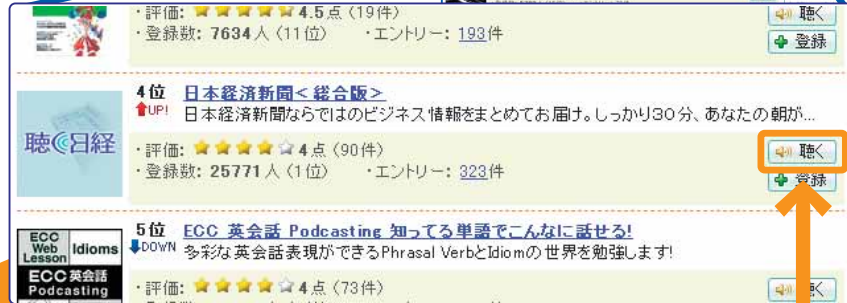 ・評価: ★★★★☆ 4.5点 (19件)
・登録数: 7634人 (11位) ・エントリー: 193件
聴く
登録
4位 日本経済新聞<総合版>
UP! 日本経済新聞ならではのビジネス情報をまとめてお届け。しっかり30分、あなたの朝が...
聴く日経
・評価: ★★★★☆ 4点 (90件)
・登録数: 25771人 (1位) ・エントリー: 323件
聴く
登録
5位 ECC 英会話 Podcasting 知ってる単語でこんなに話せる!
DOWN 多彩な英会話表現ができるPhrasal VerbとIdiomの世界を勉強します!
ECC Web Lesson Idioms
ECC英会話
Podcasting
・評価: ★★★★☆ 4点 (73件)